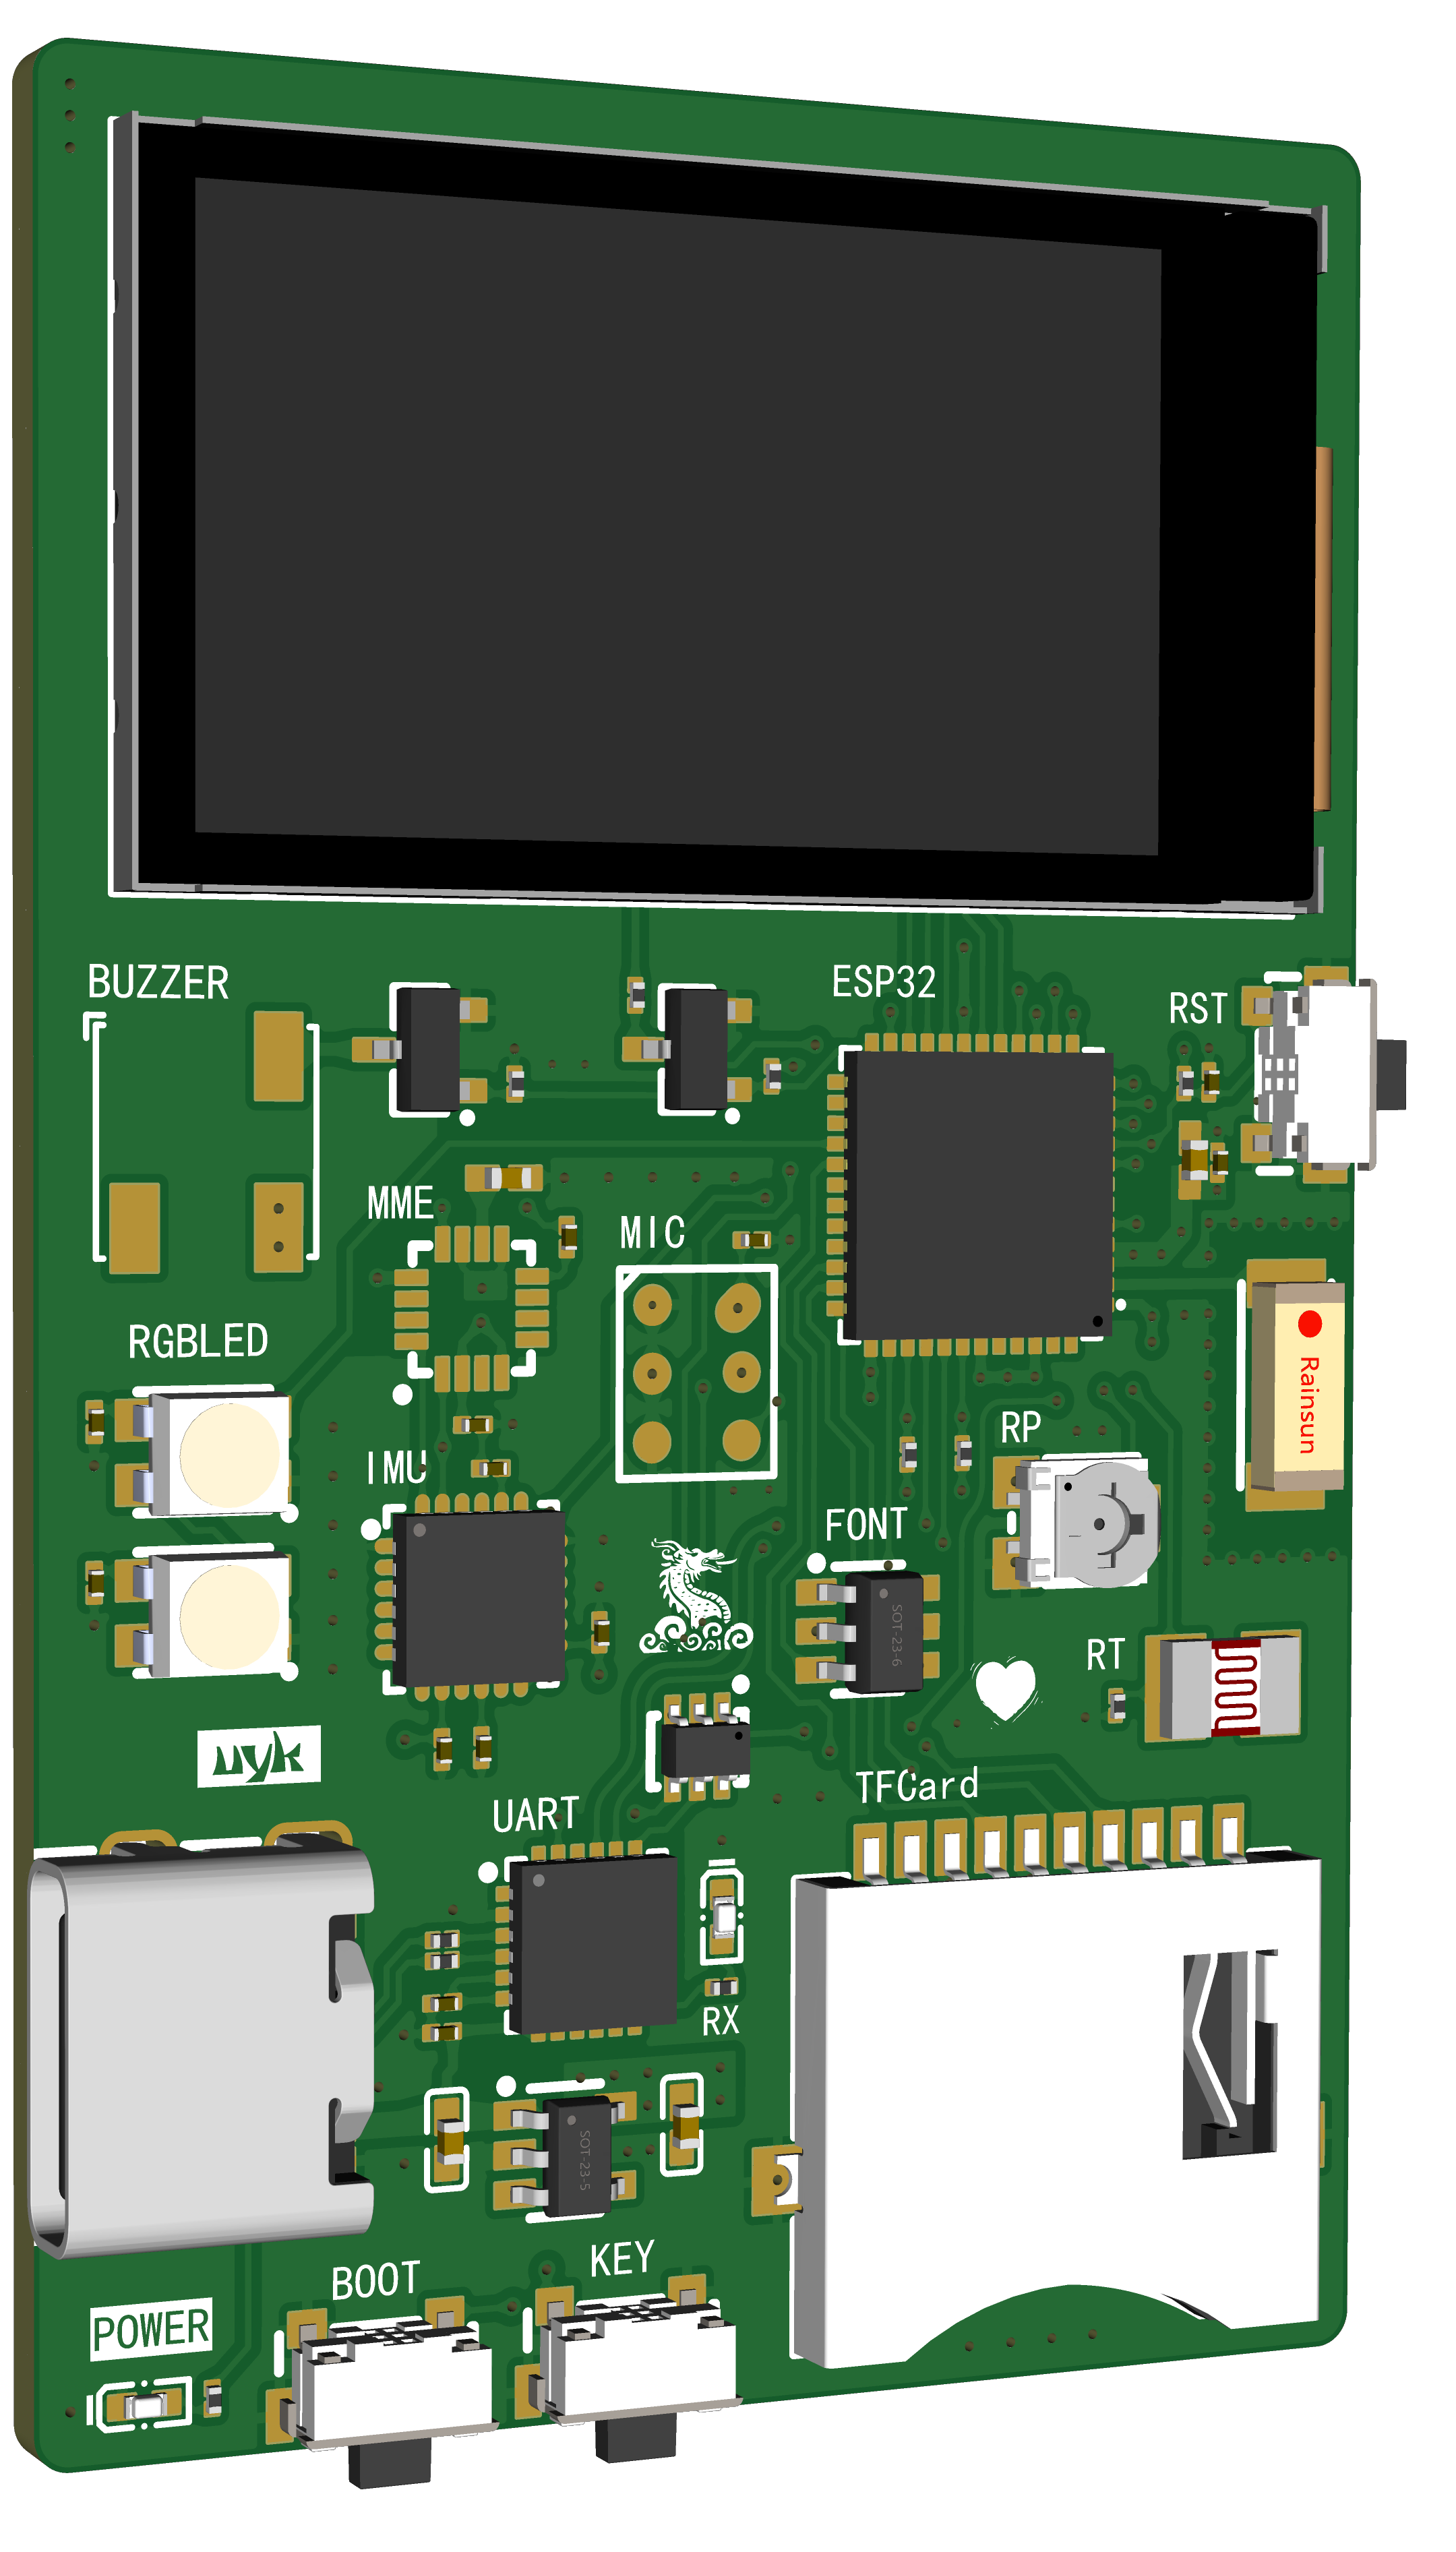 BUZZER
ESP32
RST
MME
MIC
RGBLED
Rainsun
RP
IMU
FONT
SOT-23-6
RT
uyk
TFCard
UART
RX
SOT-23-5
KEY
BOOT
POWER